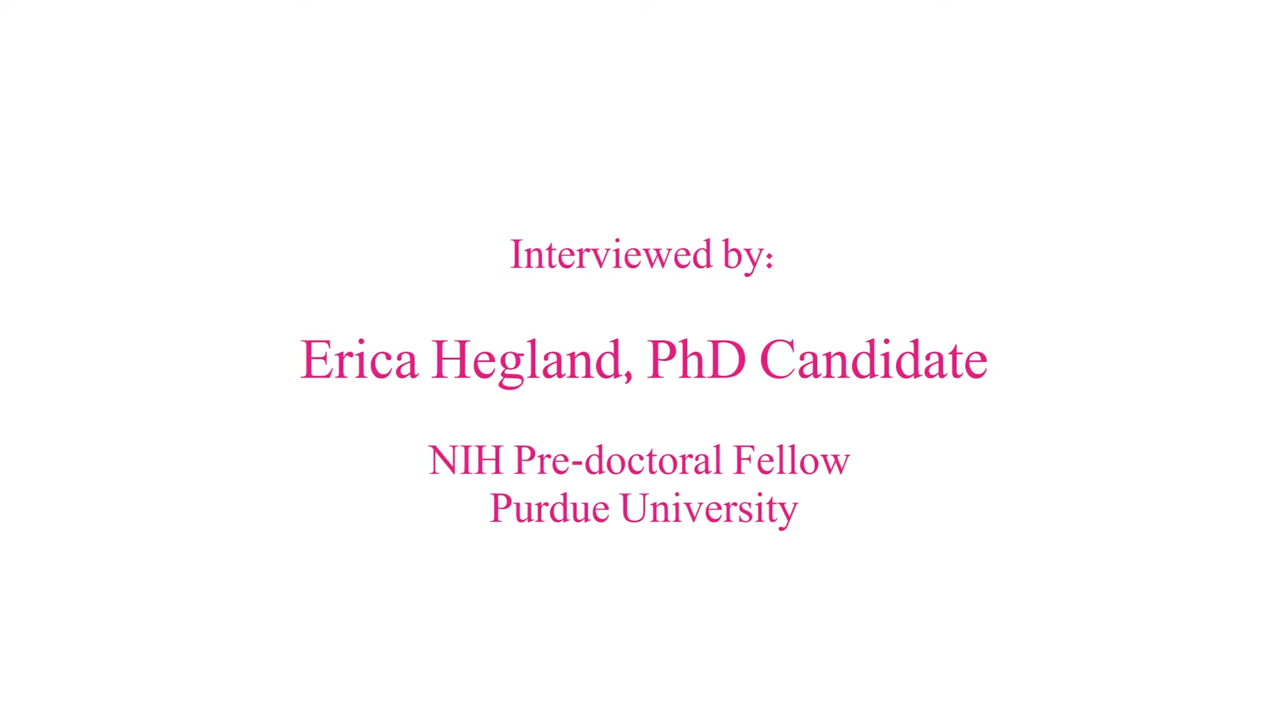 Interviewed by:
Erica Hegland, PhD Candidate
NIH Pre-doctoral Fellow
Purdue University